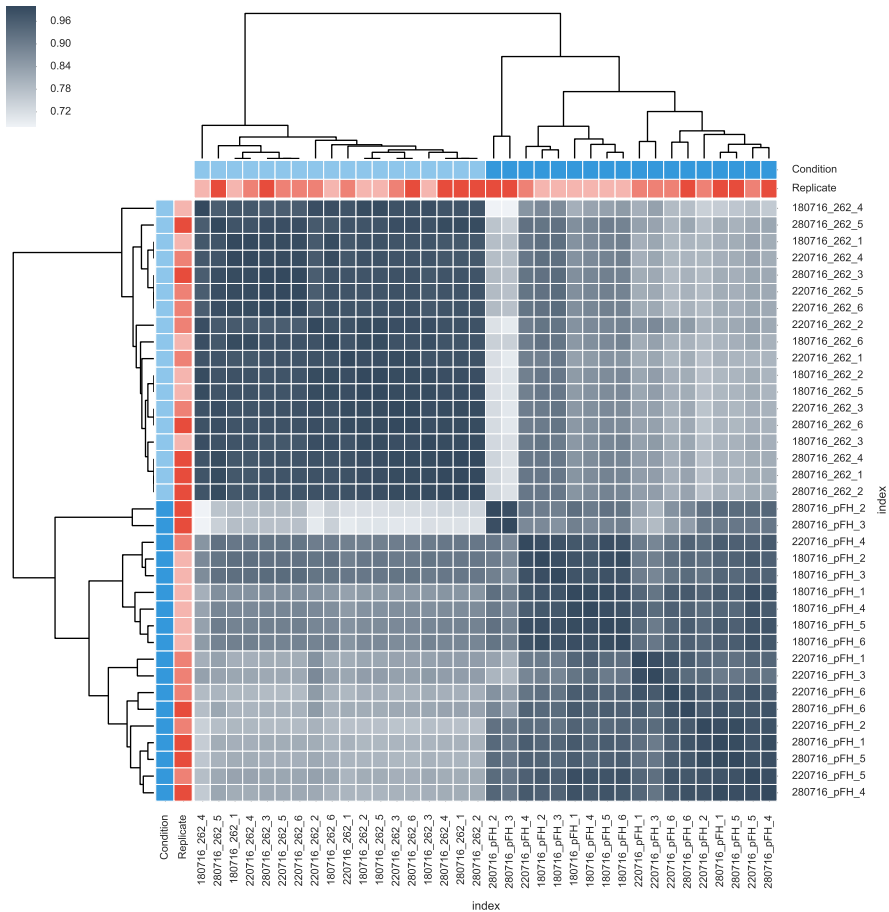 0.96
0.90
0.84
0.78
0.72
Condition
Replicate
180716_262_4
280716_262_5
180716_262_1
220716_262_4
280716_262_3
220716_262_5
220716_262_6
220716_262_2
180716_262_6
220716_262_1
180716_262_2
180716_262_5
220716_262_3
280716_262_6
180716_262_3
280716_262_4
280716_262_1
280716_262_2
280716_pFH_2
280716_pFH_3
220716_pFH_4
180716_pFH_2
180716_pFH_3
180716_pFH_1
180716_pFH_4
180716_pFH_5
180716_pFH_6
220716_pFH_1
220716_pFH_3
220716_pFH_6
280716_pFH_6
220716_pFH_2
280716_pFH_1
280716_pFH_5
220716_pFH_5
280716_pFH_4
index
Condition
Replicate
180716_262_4
280716_262_5
180716_262_1
220716_262_4
280716_262_3
220716_262_5
220716_262_6
220716_262_2
180716_262_6
220716_262_1
180716_262_2
180716_262_5
220716_262_3
280716_262_6
180716_262_3
280716_262_4
280716_262_1
280716_262_2
280716_pFH_2
280716_pFH_3
220716_pFH_4
180716_pFH_2
180716_pFH_3
180716_pFH_1
180716_pFH_4
180716_pFH_5
180716_pFH_6
220716_pFH_1
220716_pFH_3
220716_pFH_6
280716_pFH_6
220716_pFH_2
280716_pFH_1
280716_pFH_5
220716_pFH_5
280716_pFH_4
index